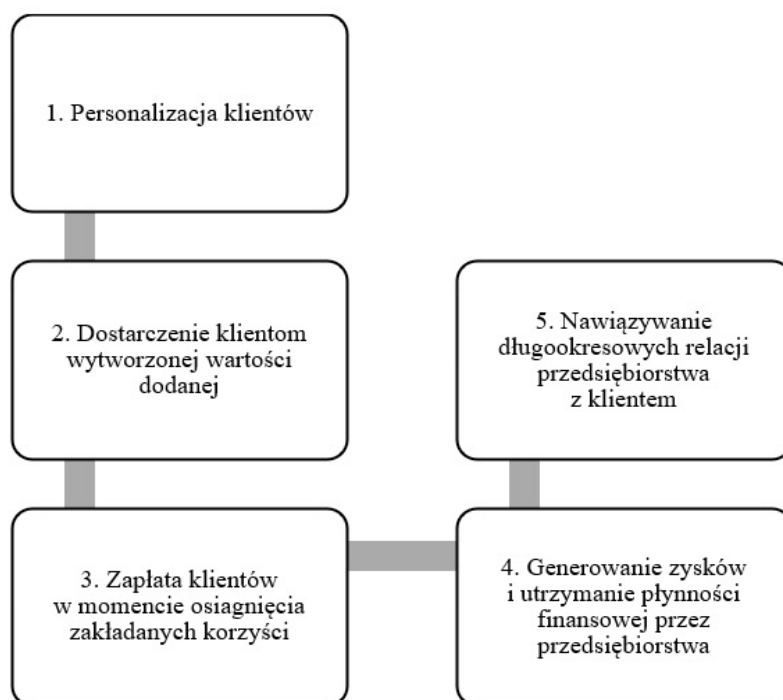 1. Personalizacja klientów
2. Dostarczenie klientom
wytworzonej wartości
dodanej
3. Zapłata klientów
w momencie osiagnięcia
zakładanych korzyści
4. Generowanie zysków
i utrzymanie płynności
finansowej przez
przedsiębiorstwa
5. Nawiązywanie
długookresowych relacji
przedsiębiorstwa
z klientem